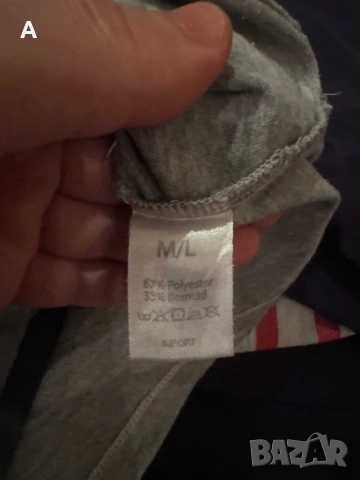 A
M/L
67% Polyester
33% Bomuld
IMPORT
BAZAR